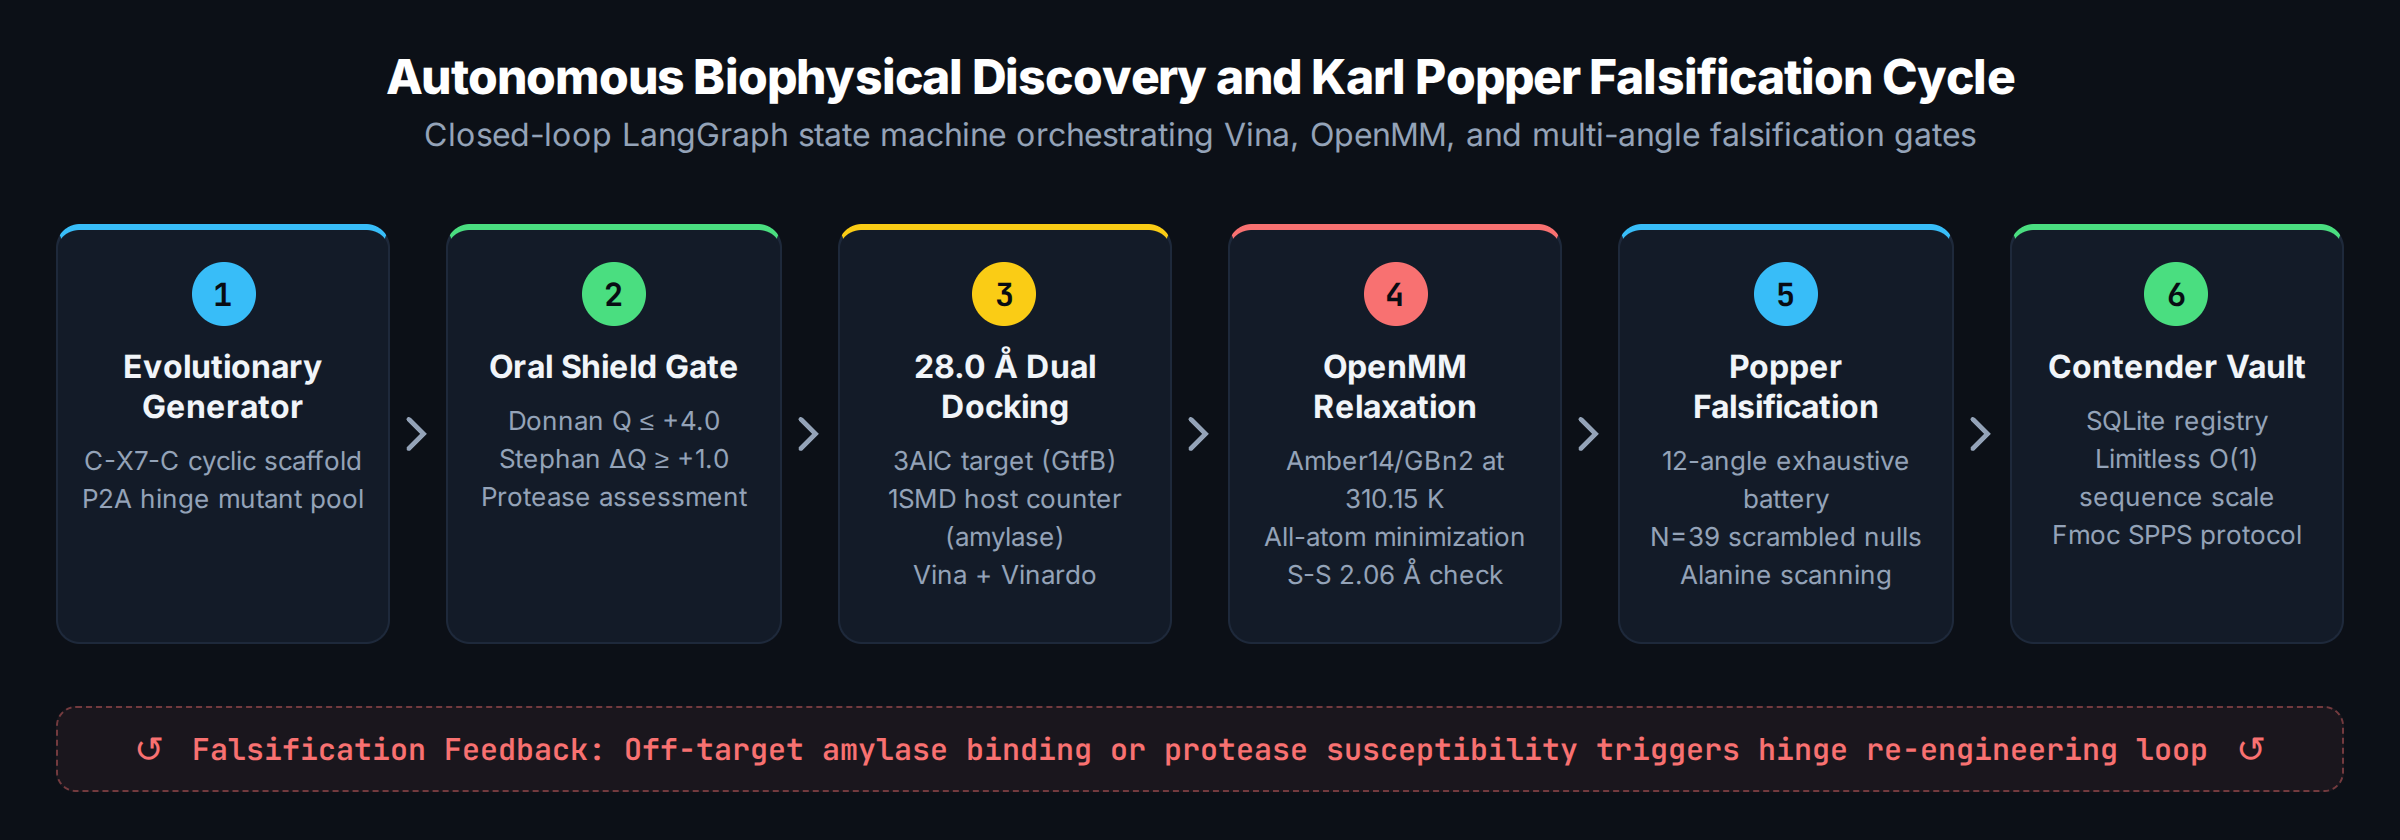 Autonomous Biophysical Discovery and Karl Popper Falsification Cycle
Closed-loop LangGraph state machine orchestrating Vina, OpenMM, and multi-angle falsification gates
1
Evolutionary
Generator
C-X7-C cyclic scaffold
P2A hinge mutant pool
2
Oral Shield Gate
Donnan Q ≤ +4.0
Stephan ΔQ ≥ +1.0
Protease assessment
3
28.0 Å Dual
Docking
3AIC target (GtfB)
1SMD host counter
(amylase)
Vina + Vinardo
4
OpenMM
Relaxation
Amber14/GBn2 at
310.15 K
All-atom minimization
S-S 2.06 Å check
5
Popper
Falsification
12-angle exhaustive
battery
N=39 scrambled nulls
Alanine scanning
6
Contender Vault
SQLite registry
Limitless O(1)
sequence scale
Fmoc SPPS protocol
↺ Falsification Feedback: Off-target amylase binding or protease susceptibility triggers hinge re-engineering loop ↺